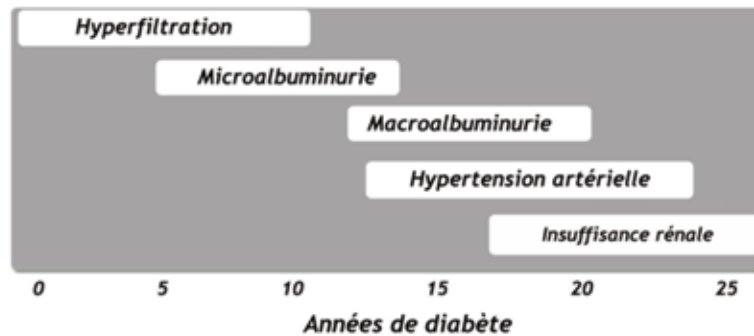 Hyperfiltration
Microalbuminurie
Macroalbuminurie
Hypertension artérielle
Insuffisance rénale
0 5 10 15 20 25
Années de diabète